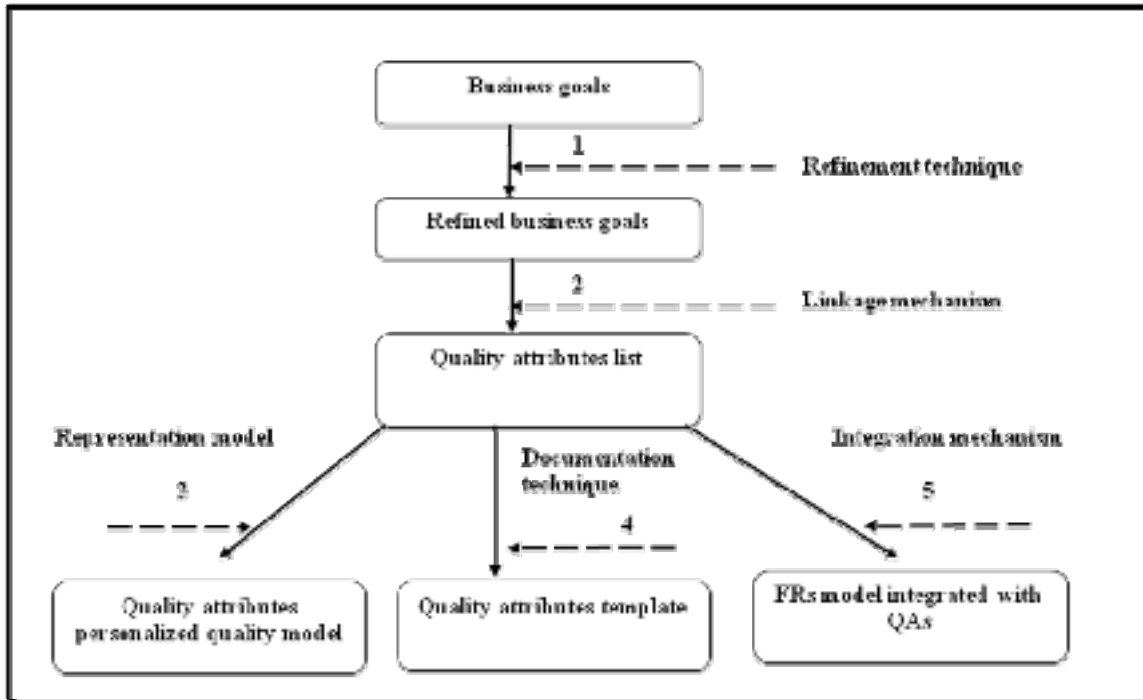 Business goals
1
Refinement technique
Refined business goals
2
Linkage mechanism
Quality attributes list
Representation model
Integration mechanism
Documentation
technique
3
5
4
Quality attributes
personalized quality model
Quality attributes template
FRs model integrated with
QAs